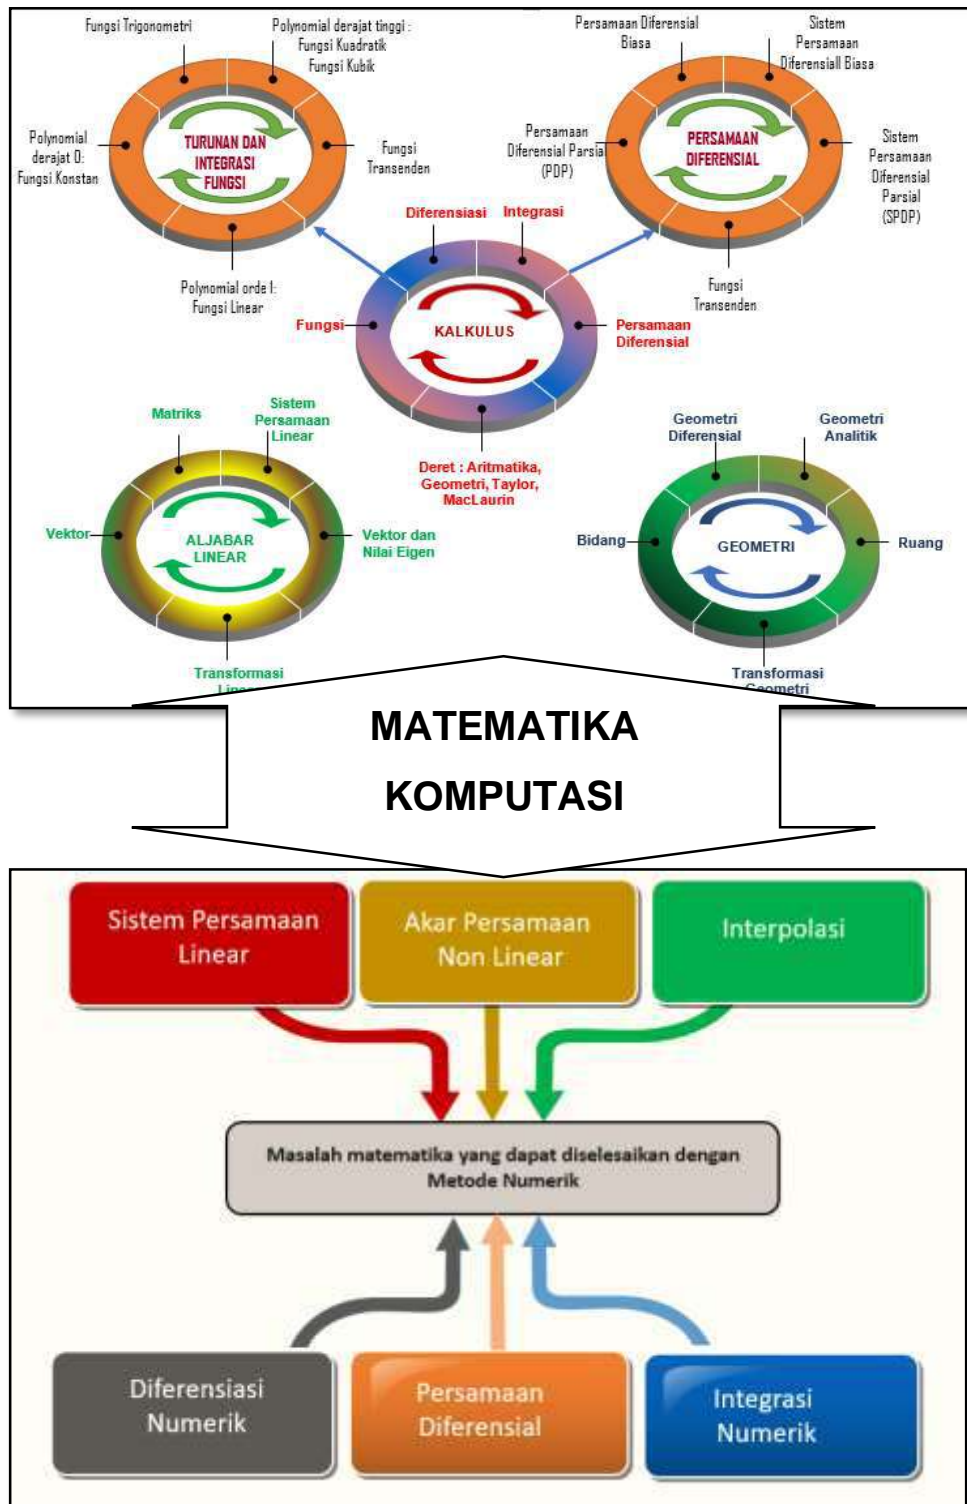 Fungsi Trigonometri
Polynomial derajat tinggi :
Fungsi Kuadratik
Fungsi Kubik
Polynomial
derajat 0:
Fungsi Konstan
TURUNAN DAN
INTEGRASI
FUNGSI
Fungsi
Transenden
Polynomial orde 1:
Fungsi Linear
Persamaan Diferensial
Biasa
Sistem
Persamaan
Diferensiall Biasa
Persamaan
Diferensial Parsial
(PDP)
PERSAMAAN
DIFERENSIAL
Sistem
Persamaan
Diferensial
Parsial
(SPDP)
Fungsi
Transenden
Diferensiasi
Integrasi
Fungsi
KALKULUS
Persamaan
Diferensial
Deret : Aritmatika,
Geometri, Taylor,
MacLaurin
Matriks
Sistem
Persamaan
Linear
Vektor
ALJABAR
LINEAR
Vektor dan
Nilai Eigen
Transformasi
Linear
Geometri
Diferensial
Geometri
Analitik
Bidang
GEOMETRI
Ruang
Transformasi
Geometri
MATEMATIKA
KOMPUTASI
Sistem Persamaan
Linear
Akar Persamaan
Non Linear
Interpolasi
Masalah matematika yang dapat diselesaikan dengan
Metode Numerik
Diferensiasi
Numerik
Persamaan
Diferensial
Integrasi
Numerik